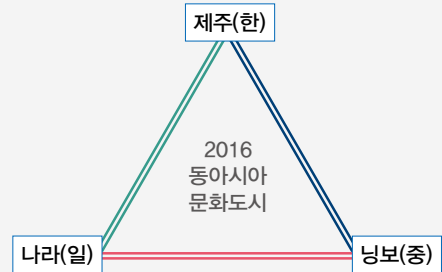 제주(한)
2016
동아시아
문화도시
나라(일)
닝보(중)